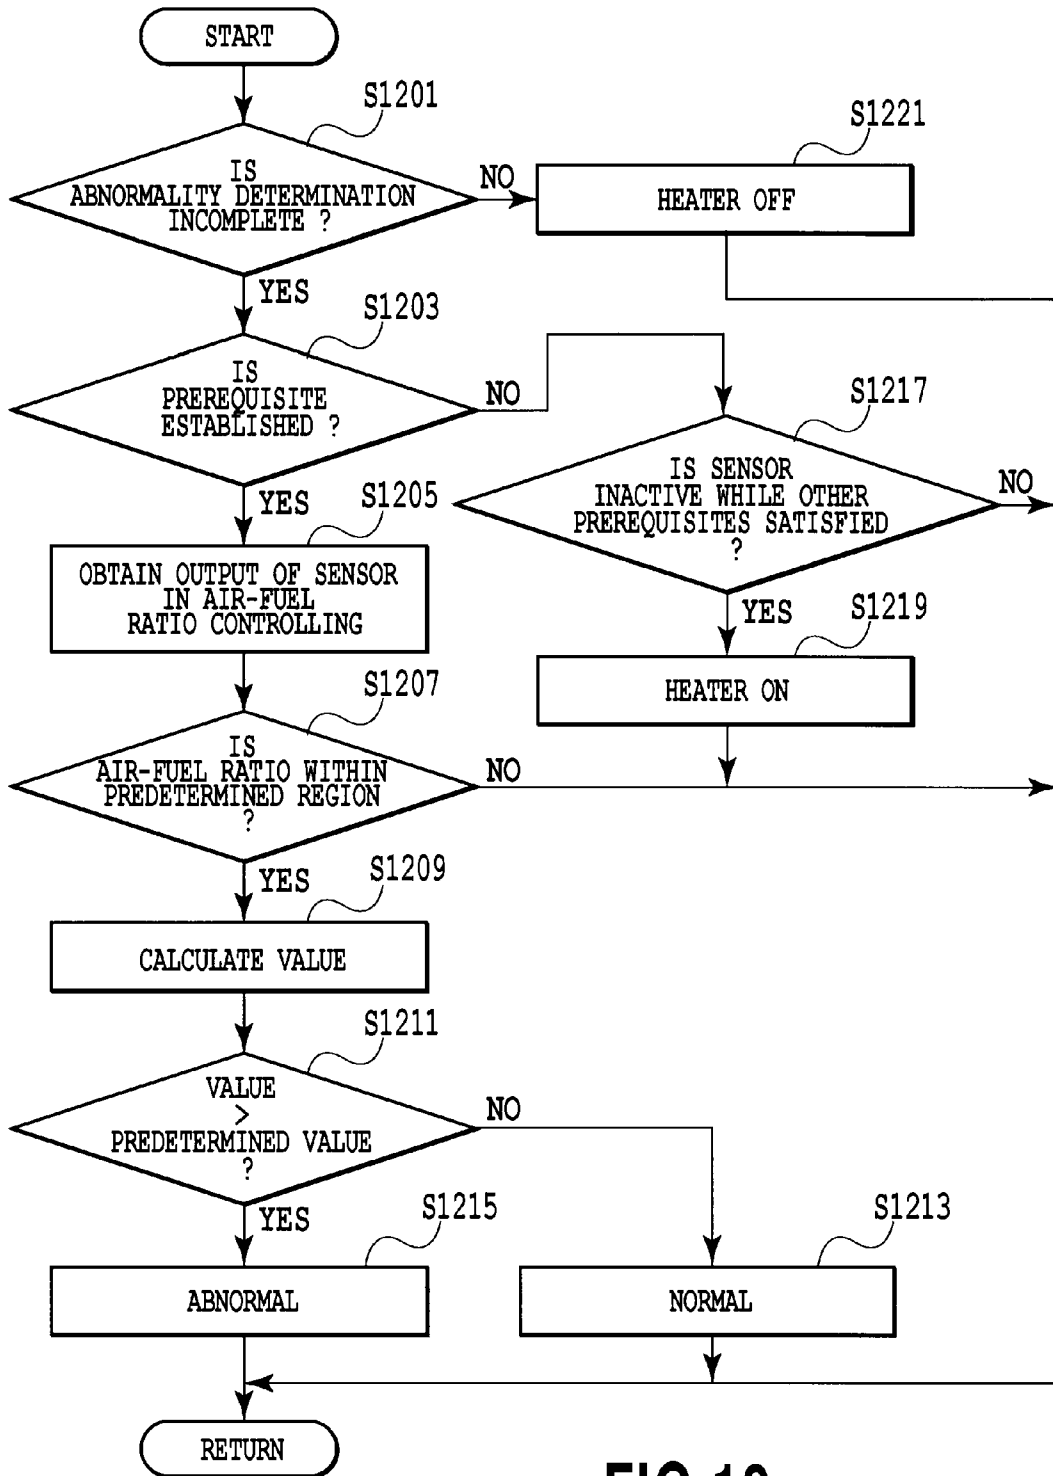 START
S1201
IS
ABNORMALITY DETERMINATION
INCOMPLETE ?
NO
S1221
HEATER OFF
YES
S1203
IS
PREREQUISITE
ESTABLISHED ?
NO
S1217
IS SENSOR
INACTIVE WHILE OTHER
PREREQUISITES SATISFIED
?
NO
YES
S1205
OBTAIN OUTPUT OF SENSOR
IN AIR-FUEL
RATIO CONTROLLING
YES
S1219
HEATER ON
S1207
IS
AIR-FUEL RATIO WITHIN
PREDETERMINED REGION
?
NO
YES
S1209
CALCULATE VALUE
S1211
VALUE
>
PREDETERMINED VALUE
?
NO
YES
S1215
ABNORMAL
S1213
NORMAL
RETURN